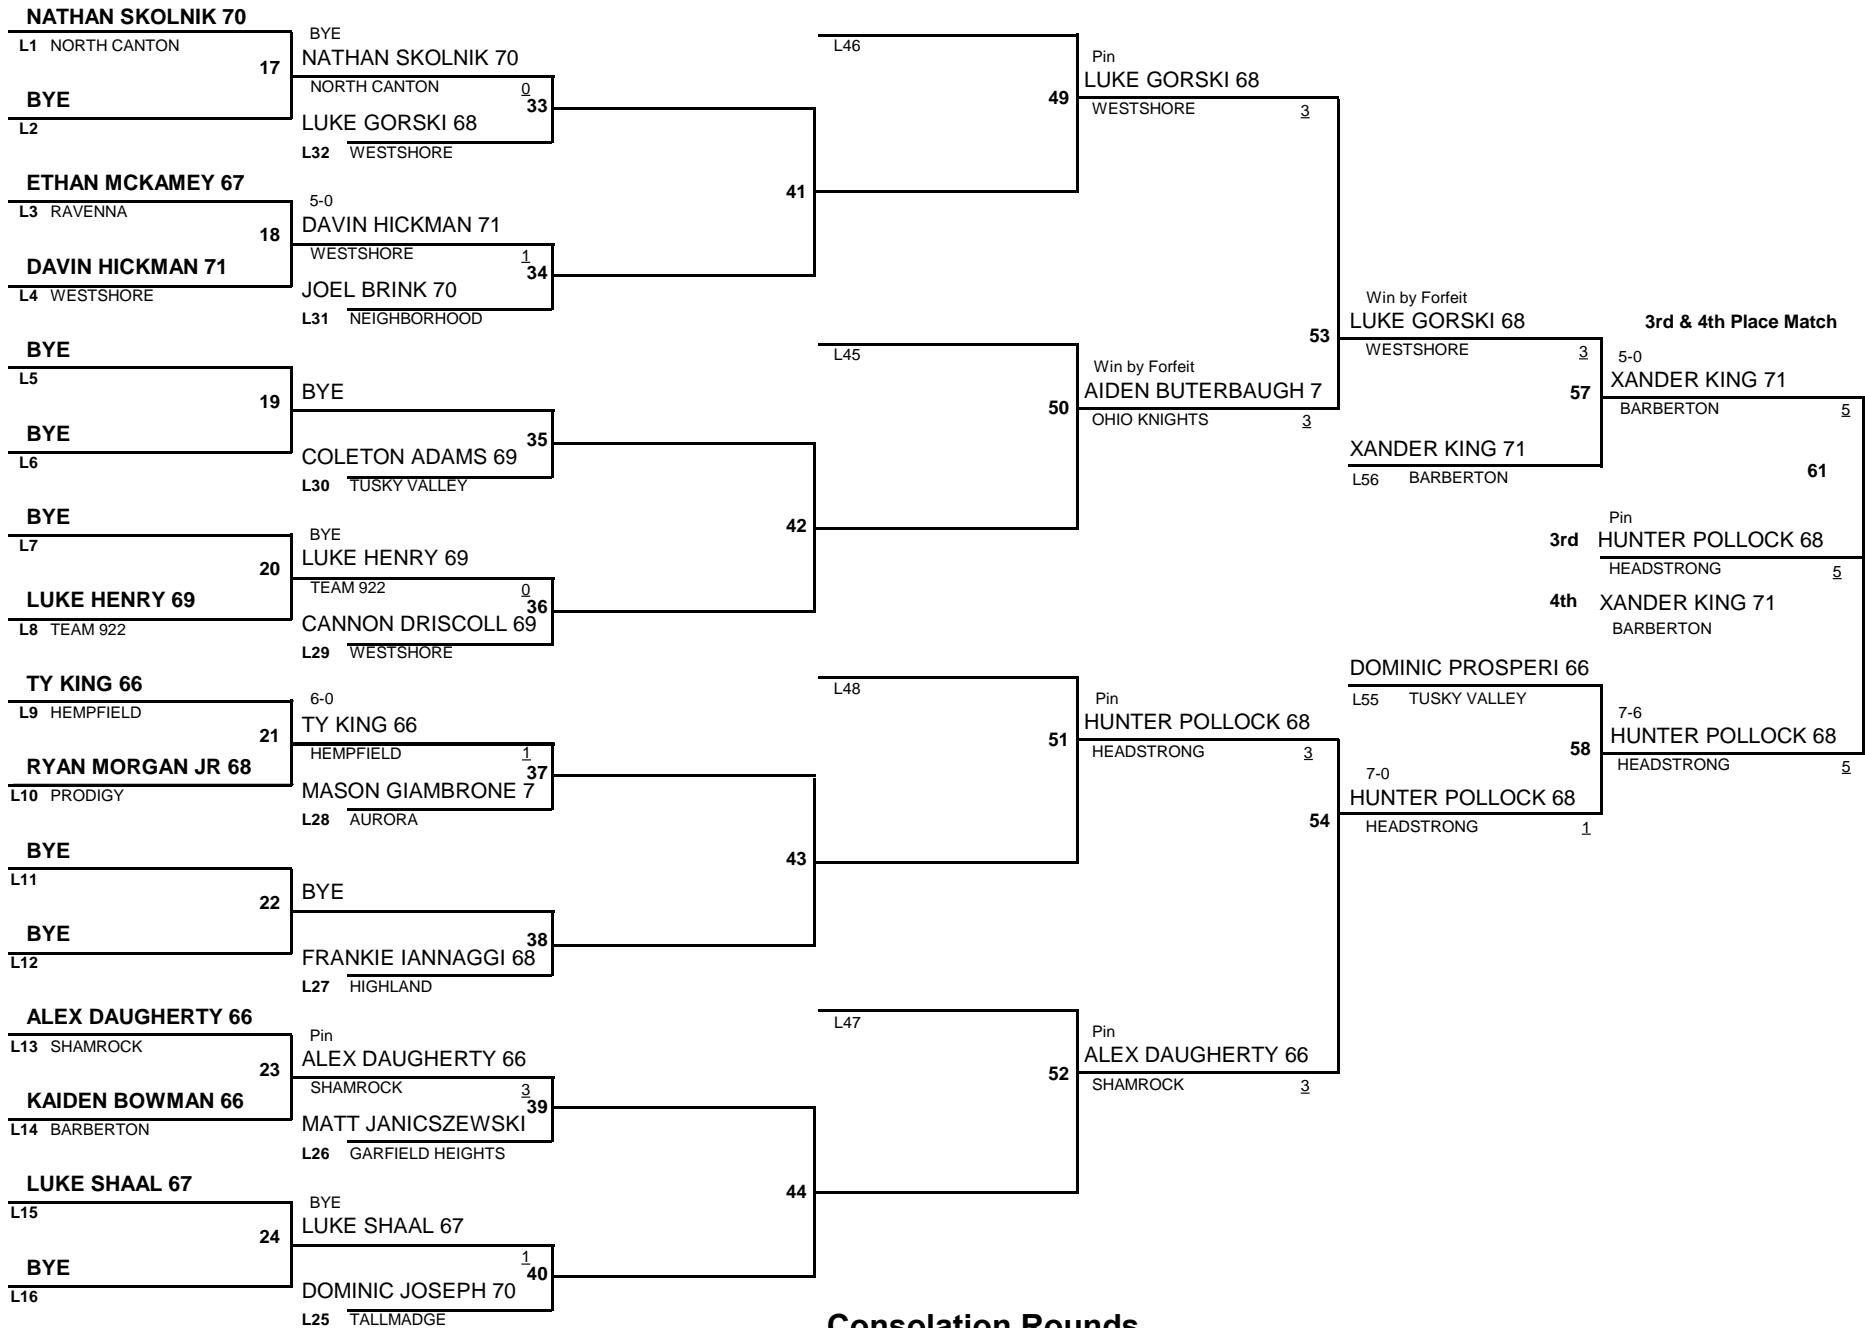 NATHAN SKOLNIK 70
L1 NORTH CANTON
17
BYE
L2
ETHAN MCKAMEY 67
L3 RAVENNA
18
DAVIN HICKMAN 71
L4 WESTSHORE
BYE
L5
19
BYE
L6
BYE
L7
20
LUKE HENRY 69
L8 TEAM 922
TY KING 66
L9 HEMPFIELD
21
RYAN MORGAN JR 68
L10 PRODIGY
BYE
L11
22
BYE
L12
ALEX DAUGHERTY 66
L13 SHAMROCK
23
KAIDEN BOWMAN 66
L14 BARBERTON
LUKE SHAAL 67
L15
24
BYE
L16
BYE
NATHAN SKOLNIK 70
NORTH CANTON 0
33
LUKE GORSKI 68
L32 WESTSHORE
5-0
DAVIN HICKMAN 71
WESTSHORE 1
34
JOEL BRINK 70
L31 NEIGHBORHOOD
BYE
35
COLETON ADAMS 69
L30 TUSKY VALLEY
BYE
LUKE HENRY 69
TEAM 922 0
36
CANNON DRISCOLL 69
L29 WESTSHORE
6-0
TY KING 66
HEMPFIELD 1
37
MASON GIAMBRONE 7
L28 AURORA
BYE
38
FRANKIE IANNAGGI 68
L27 HIGHLAND
Pin
ALEX DAUGHERTY 66
SHAMROCK 3
39
MATT JANICSZEWSKI
L26 GARFIELD HEIGHTS
BYE
LUKE SHAAL 67
1
40
DOMINIC JOSEPH 70
L25 TALLMADGE
41
42
43
44
L46
49
L45
50
L48
51
L47
52
Pin
LUKE GORSKI 68
WESTSHORE 3
53
Win by Forfeit
AIDEN BUTERBAUGH 7
OHIO KNIGHTS 3
Pin
HUNTER POLLOCK 68
HEADSTRONG 3
54
Pin
ALEX DAUGHERTY 66
SHAMROCK 3
Win by Forfeit
LUKE GORSKI 68
WESTSHORE 3
57
XANDER KING 71
L56 BARBERTON
DOMINIC PROSPERI 66
L55 TUSKY VALLEY
58
7-0
HUNTER POLLOCK 68
HEADSTRONG 1
3rd & 4th Place Match
5-0
XANDER KING 71
BARBERTON 5
61
Pin
3rd HUNTER POLLOCK 68
HEADSTRONG 5
4th XANDER KING 71
BARBERTON
7-6
HUNTER POLLOCK 68
HEADSTRONG 5
Consolation Rounds